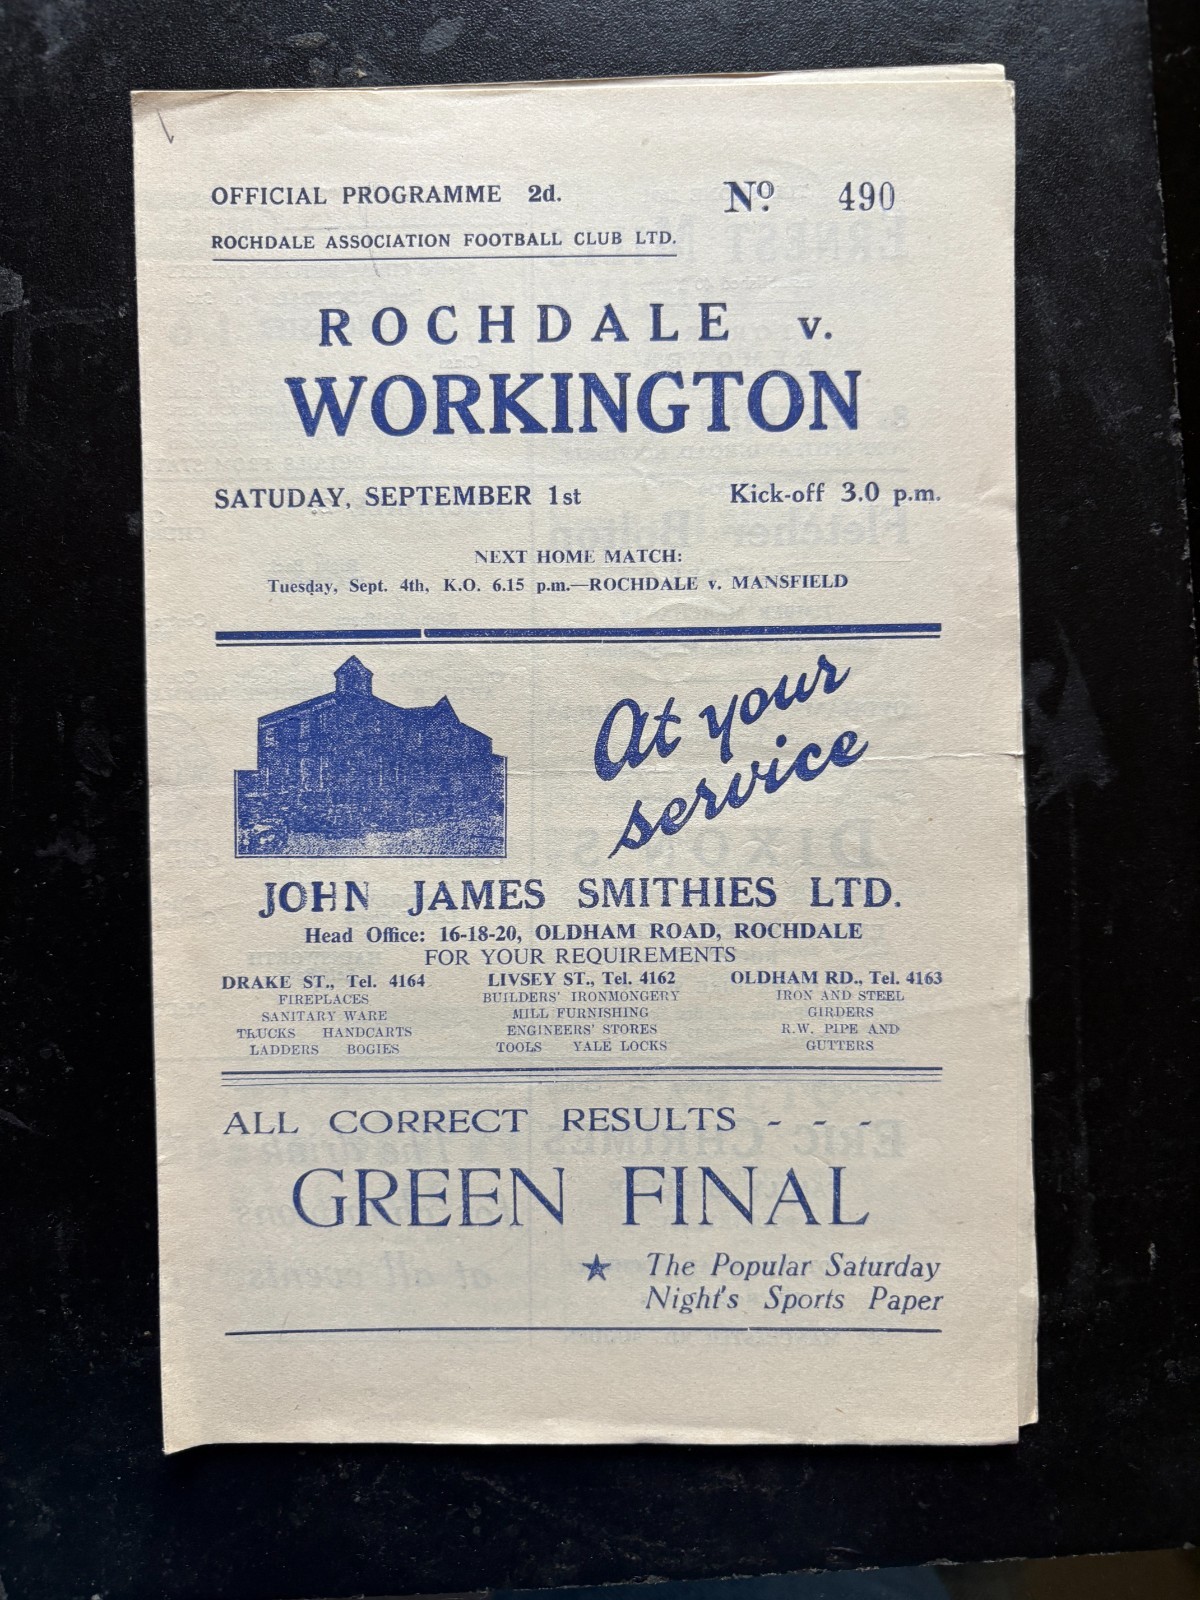 OFFICIAL PROGRAMME 2d. Nº. 490
ROCHDALE ASSOCIATION FOOTBALL CLUB LTD.
ROCHDALE v.
WORKINGTON
SATUDAY, SEPTEMBER 1st Kick-off 3.0 p.m.
NEXT HOME MATCH:
Tuesday, Sept. 4th, K.O. 6.15 p.m.—ROCHDALE v. MANSFIELD
At your
service
JOHN JAMES SMITHIES LTD.
Head Office: 16-18-20, OLDHAM ROAD, ROCHDALE
FOR YOUR REQUIREMENTS
DRAKE ST., Tel. 4164
FIREPLACES
SANITARY WARE
TRUCKS HANDCARTS
LADDERS BOGIES
LIVSEY ST., Tel. 4162
BUILDERS' IRONMONGERY
MILL FURNISHING
ENGINEERS' STORES
TOOLS YALE LOCKS
OLDHAM RD., Tel. 4163
IRON AND STEEL
GIRDERS
R.W. PIPE AND
GUTTERS
ALL CORRECT RESULTS - - -
GREEN FINAL
★ The Popular Saturday
Night's Sports Paper